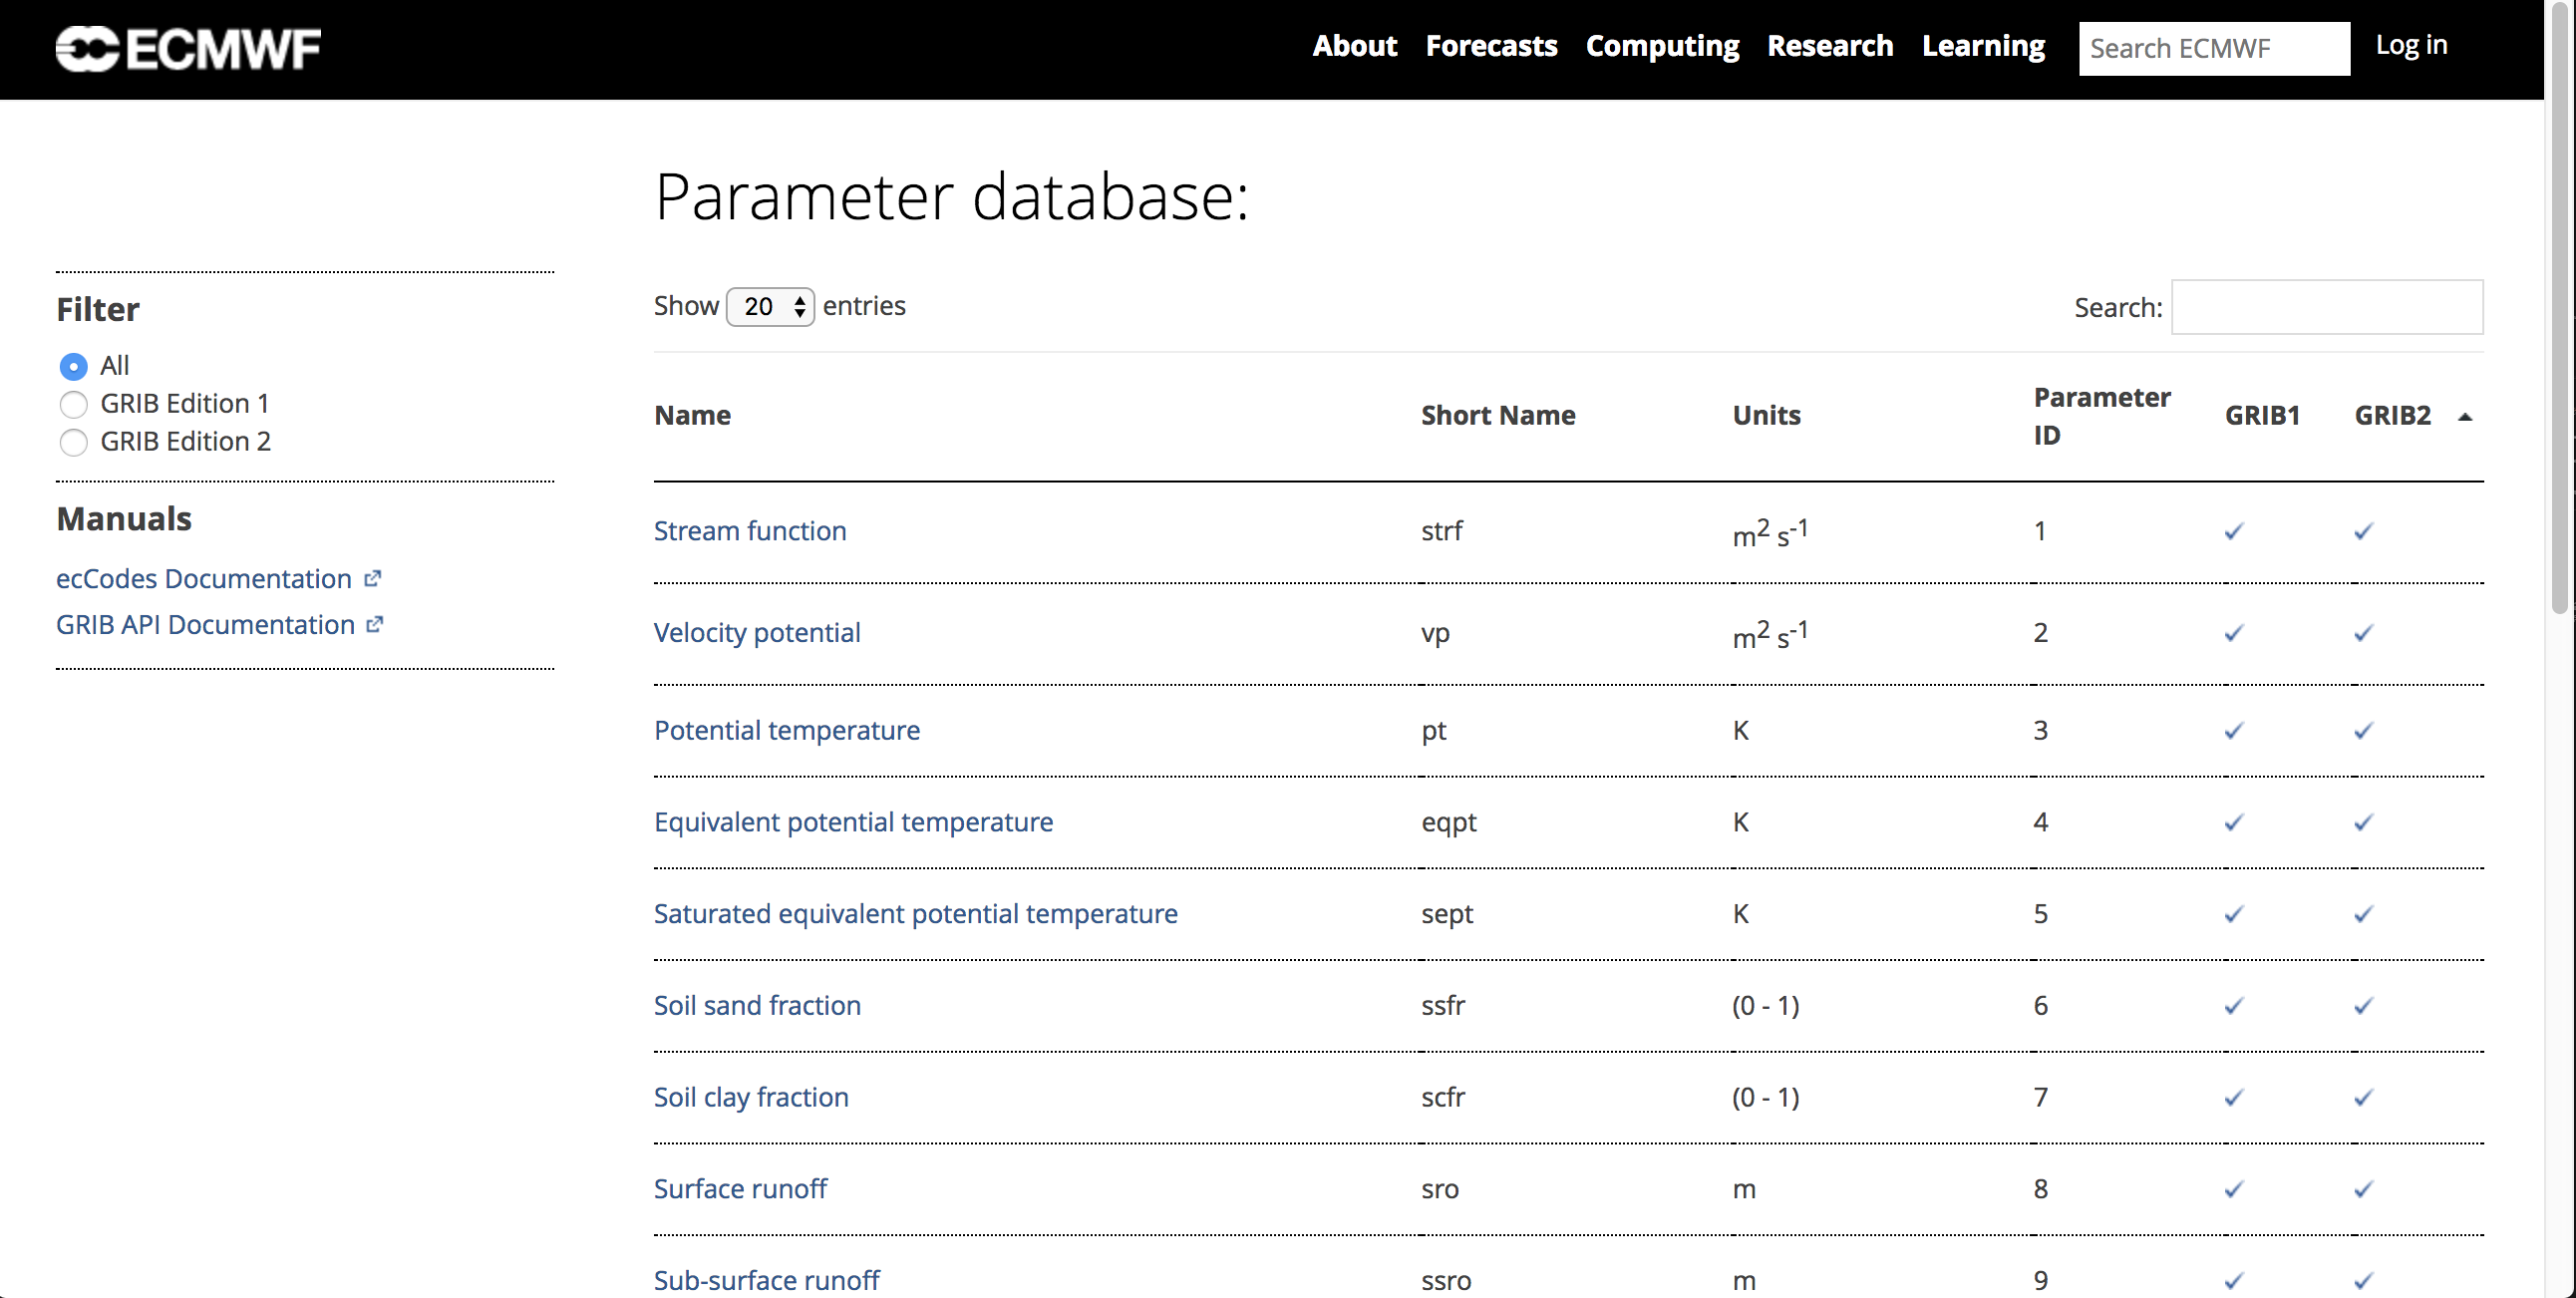 ECMWF
About Forecasts Computing Research Learning Search ECMWF Log in
Parameter database:
Filter
All
GRIB Edition 1
GRIB Edition 2
Manuals
ecCodes Documentation
GRIB API Documentation
Show 20 entries Search:
Name Short Name Units Parameter ID GRIB1 GRIB2
Stream function strf m² s⁻¹ 1
Velocity potential vp m² s⁻¹ 2
Potential temperature pt K 3
Equivalent potential temperature eqpt K 4
Saturated equivalent potential temperature sept K 5
Soil sand fraction ssfr (0 - 1) 6
Soil clay fraction scfr (0 - 1) 7
Surface runoff sro m 8
Sub-surface runoff ssro m 9